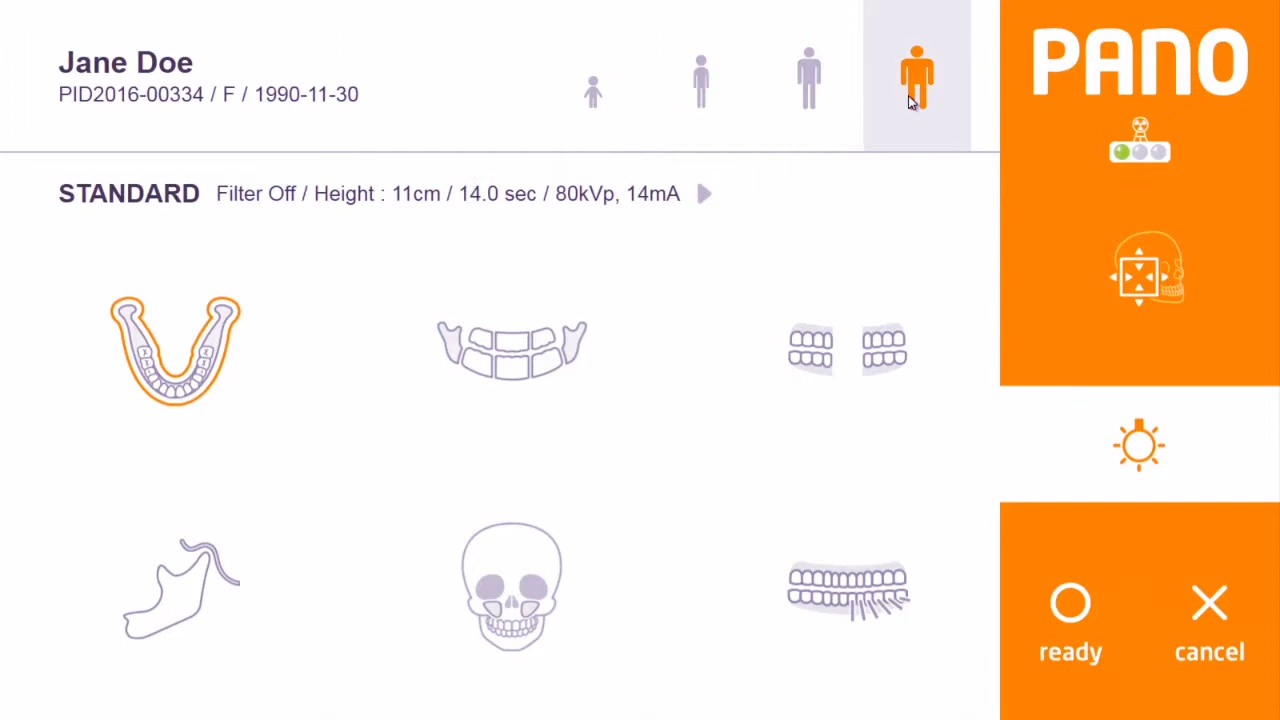 Jane Doe
PID2016-00334 / F / 1990-11-30
PANO
STANDARD Filter Off / Height : 11cm / 14.0 sec / 80kVp, 14mA
ready
cancel